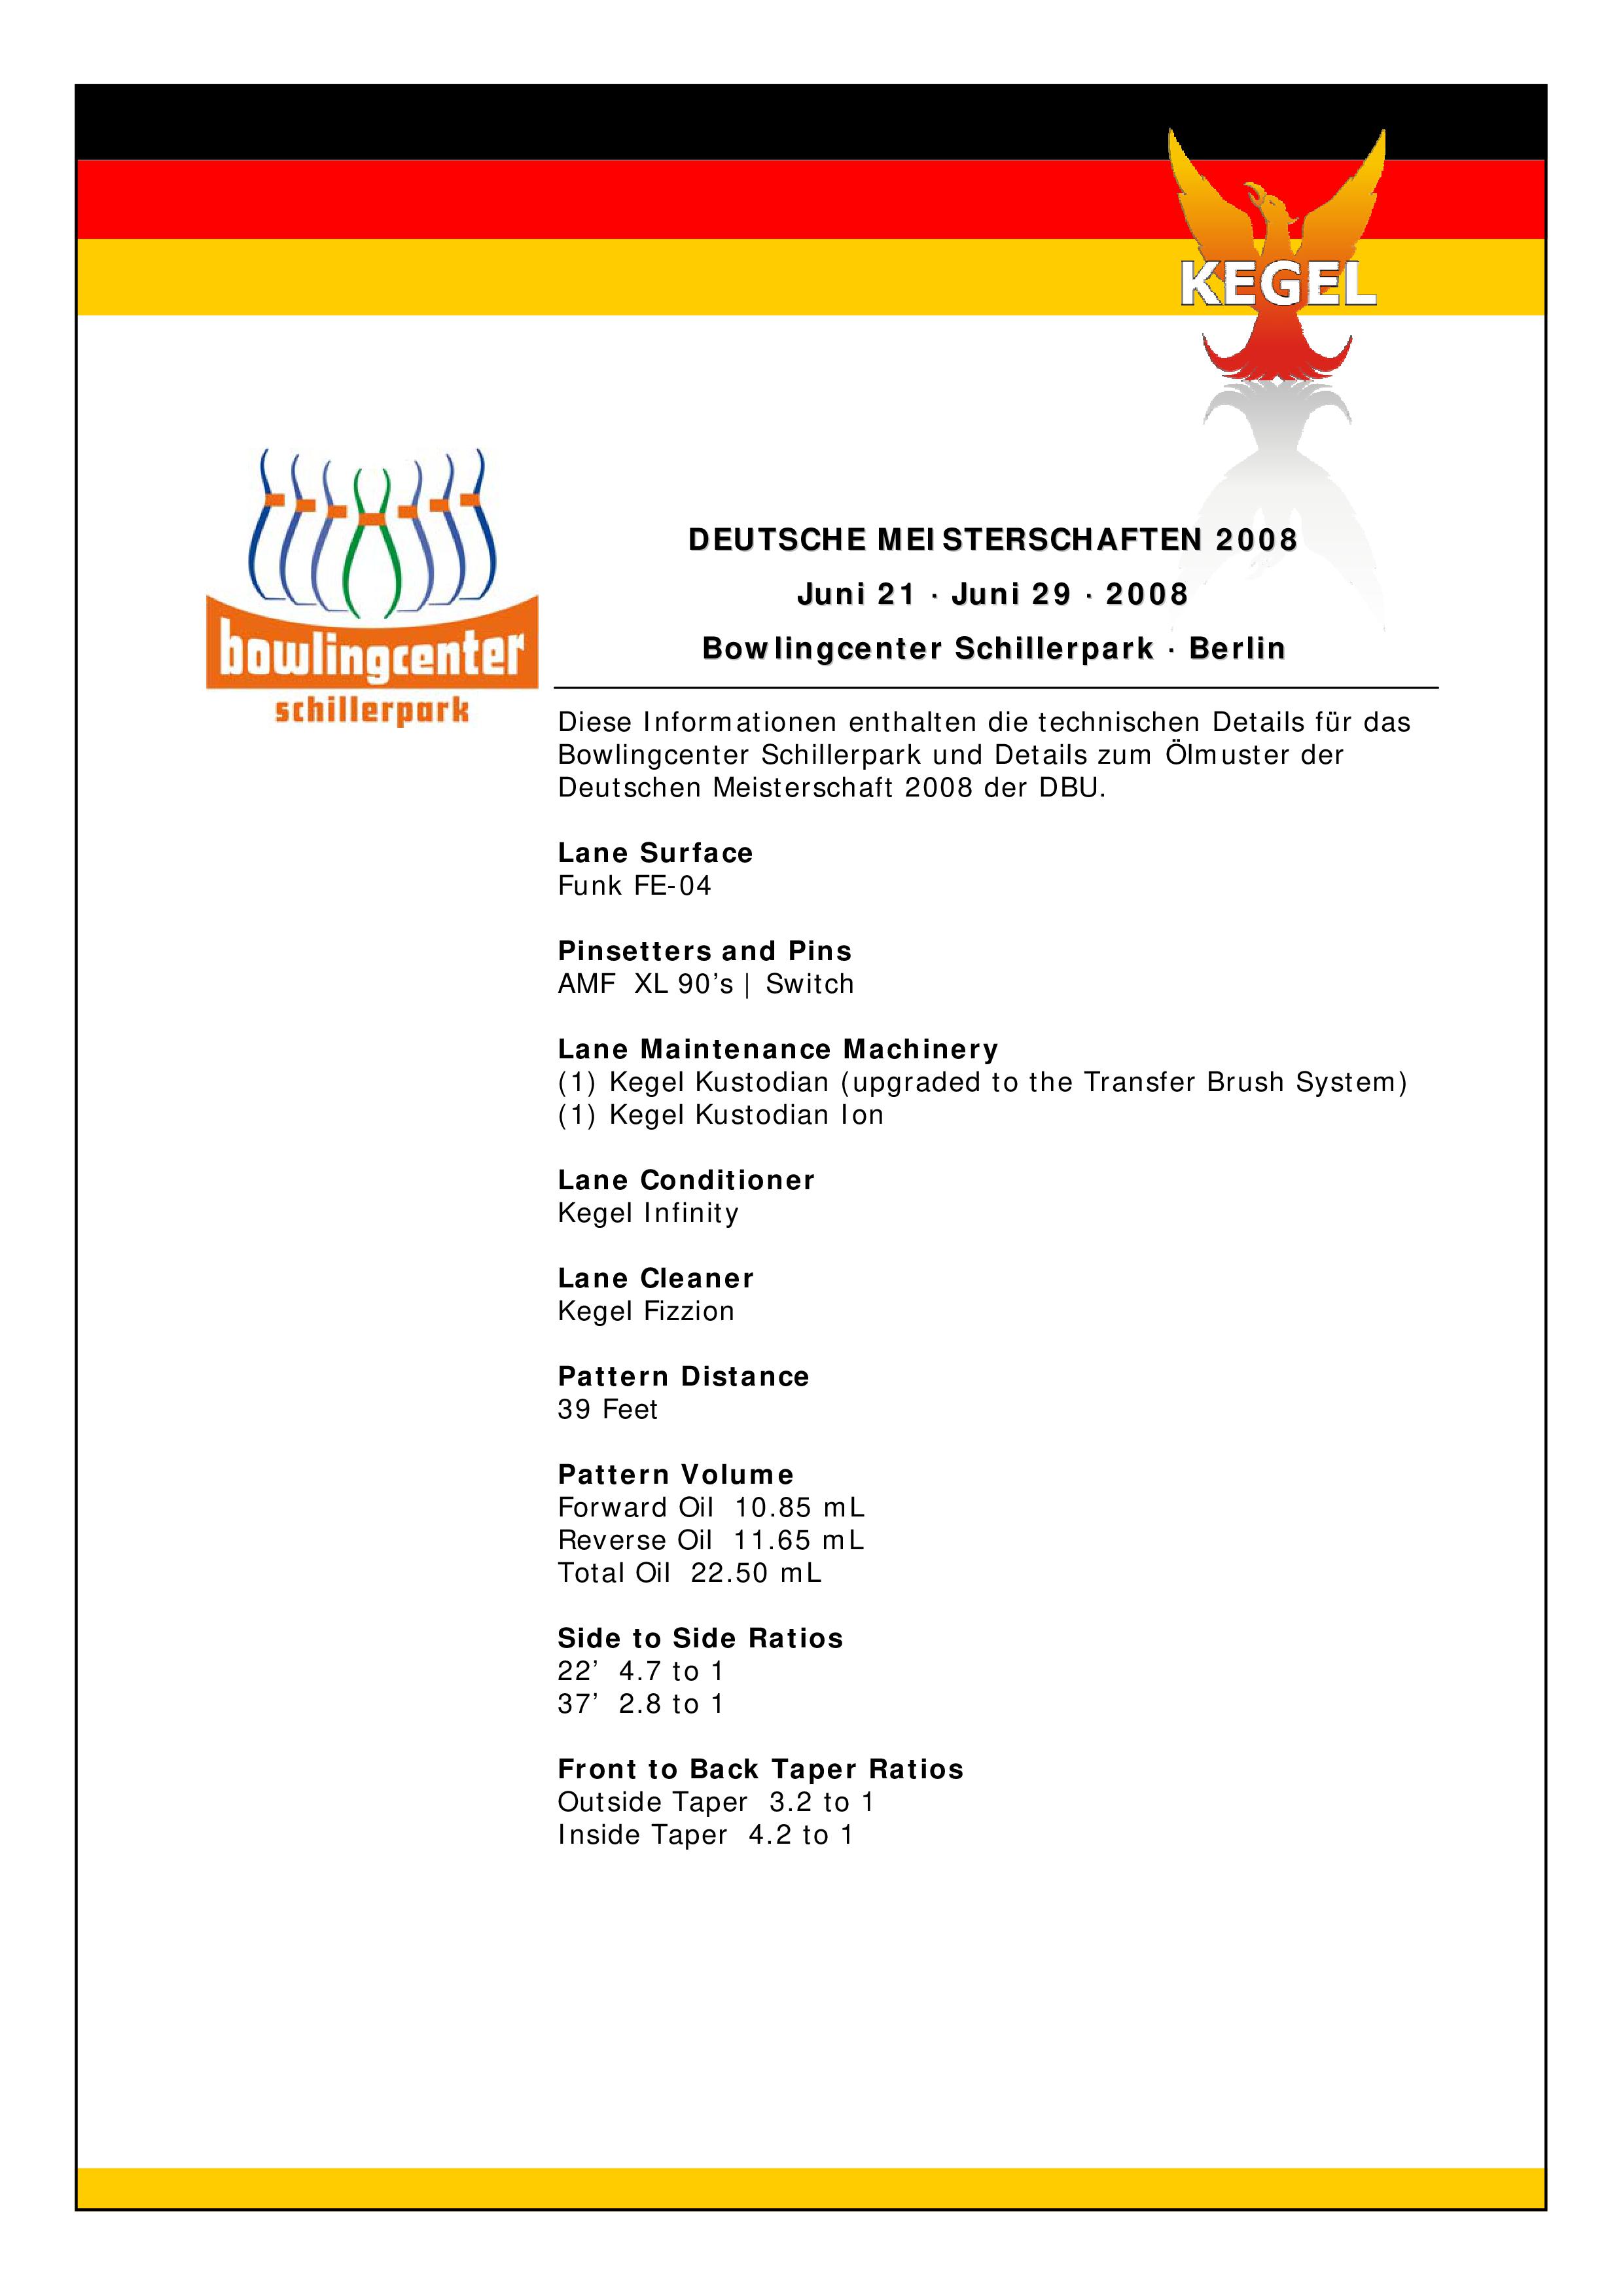 KEGEL
bowlingcenter
schillerpark
DEUTSCHE MEISTERSCHAFTEN 2008
Juni 21 · Juni 29 · 2008
Bowlingcenter Schillerpark · Berlin
Diese Informationen enthalten die technischen Details für das
Bowlingcenter Schillerpark und Details zum Ölmuster der
Deutschen Meisterschaft 2008 der DBU.
Lane Surface
Funk FE-04
Pinsetters and Pins
AMF XL 90’s | Switch
Lane Maintenance Machinery
(1) Kegel Kustodian (upgraded to the Transfer Brush System)
(1) Kegel Kustodian Ion
Lane Conditioner
Kegel Infinity
Lane Cleaner
Kegel Fizzion
Pattern Distance
39 Feet
Pattern Volume
Forward Oil 10.85 mL
Reverse Oil 11.65 mL
Total Oil 22.50 mL
Side to Side Ratios
22’ 4.7 to 1
37’ 2.8 to 1
Front to Back Taper Ratios
Outside Taper 3.2 to 1
Inside Taper 4.2 to 1